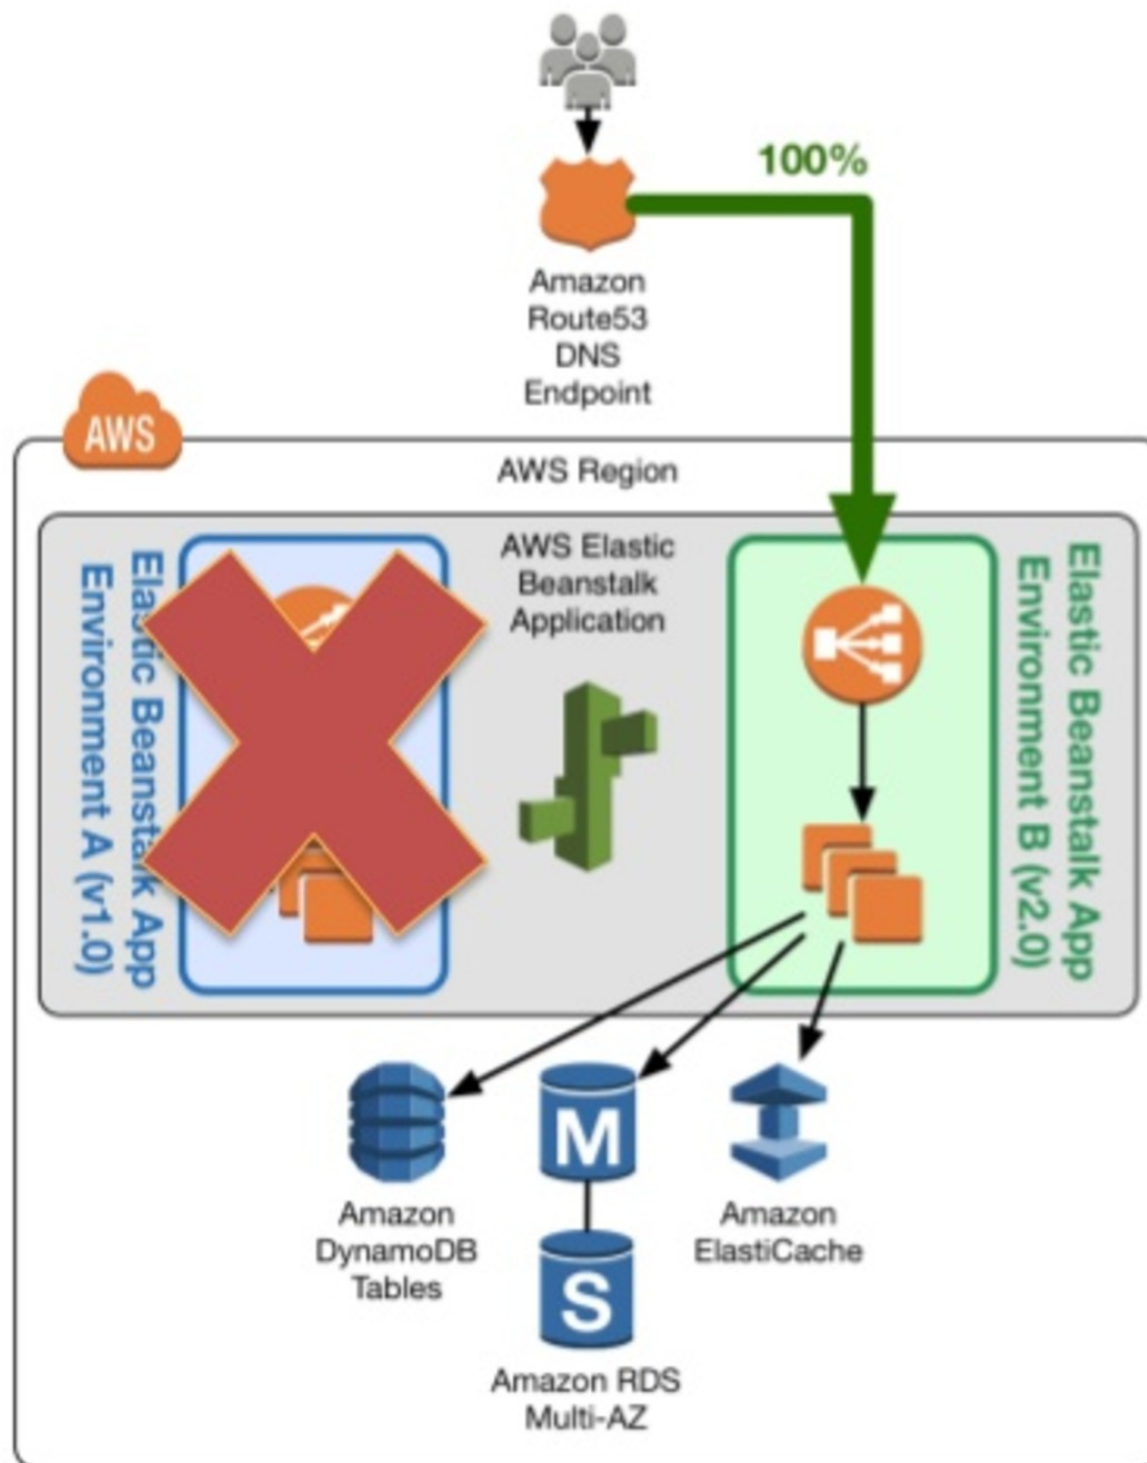 100%
Amazon
Route53
DNS
Endpoint
AWS
AWS Region
AWS Elastic
Beanstalk
Application
Elastic Beanstalk App
Environment A (v1.0)
Elastic Beanstalk App
Environment B (v2.0)
M
S
Amazon
DynamoDB
Tables
Amazon RDS
Multi-AZ
Amazon
ElastiCache